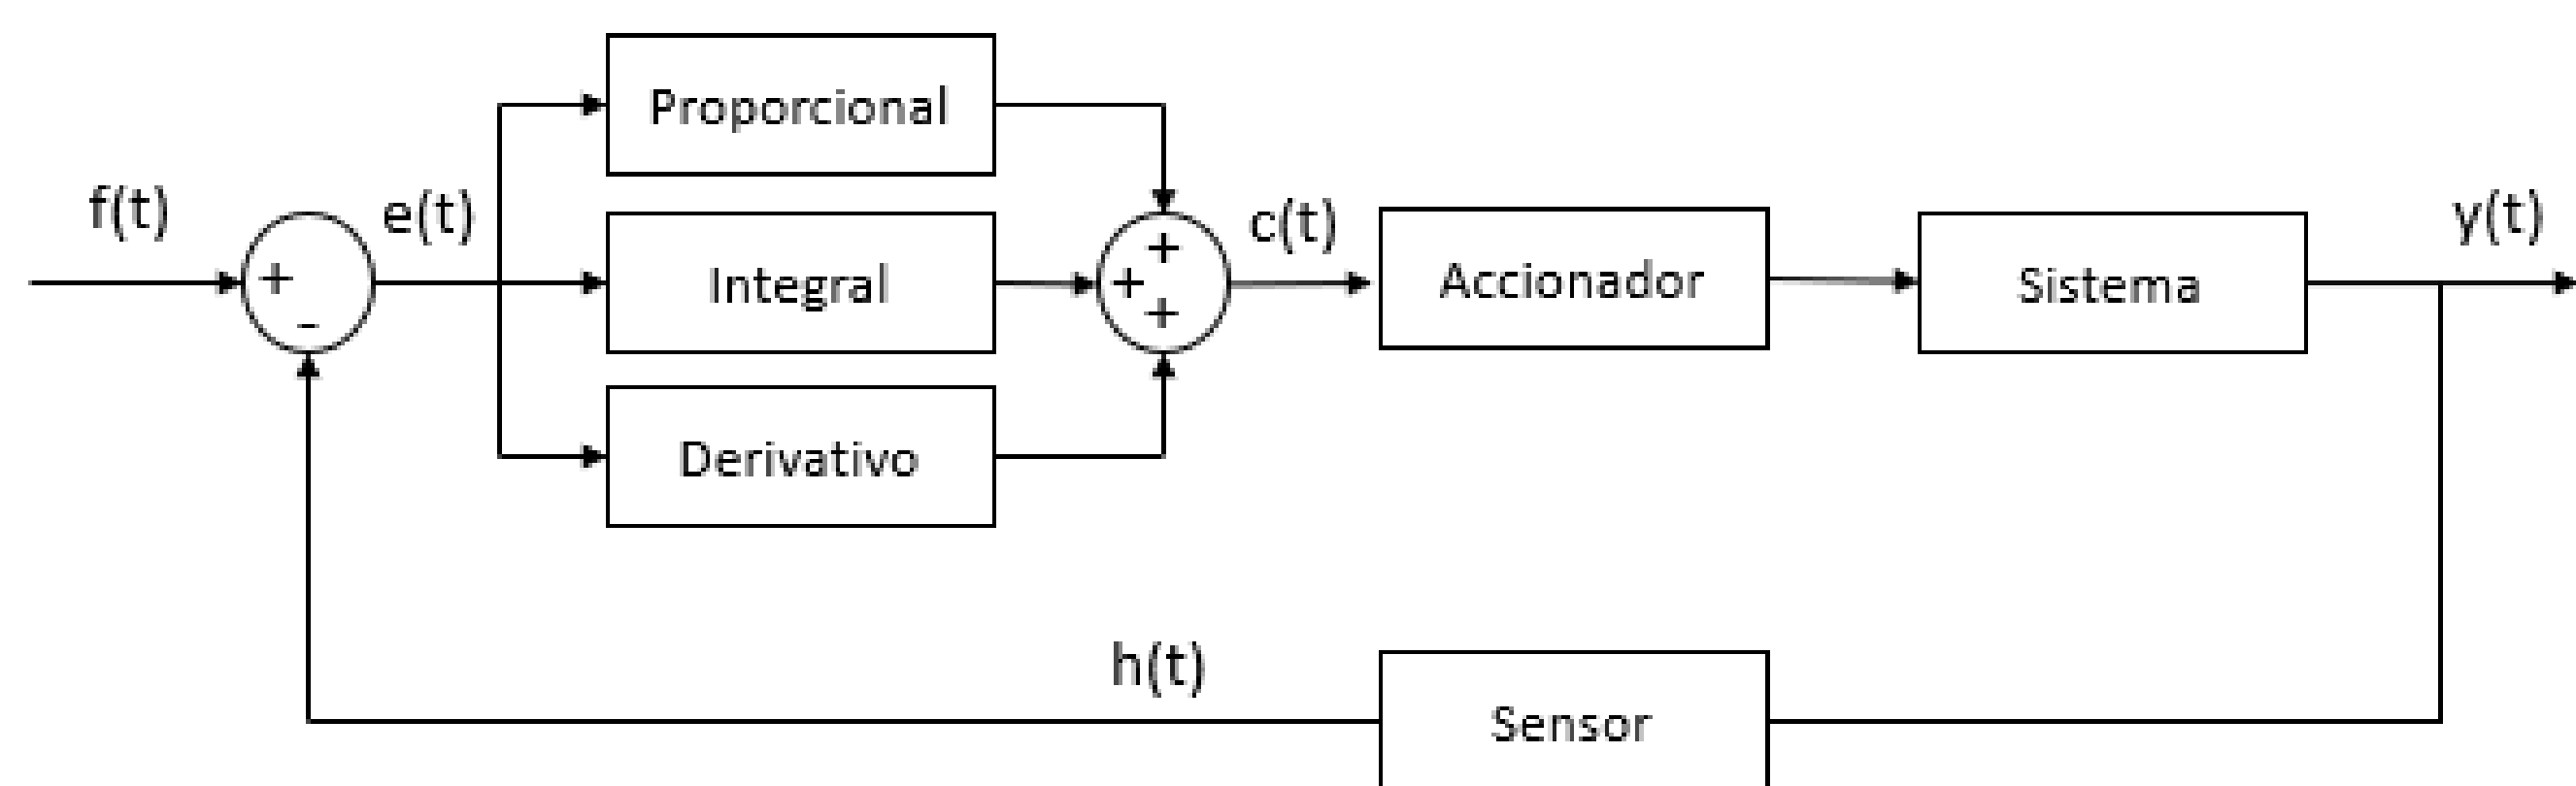 Proporcional
f(t)
e(t)
c(t)
y(t)
+
-
Integral
+
+
+
Accionador
Sistema
Derivativo
h(t)
Sensor